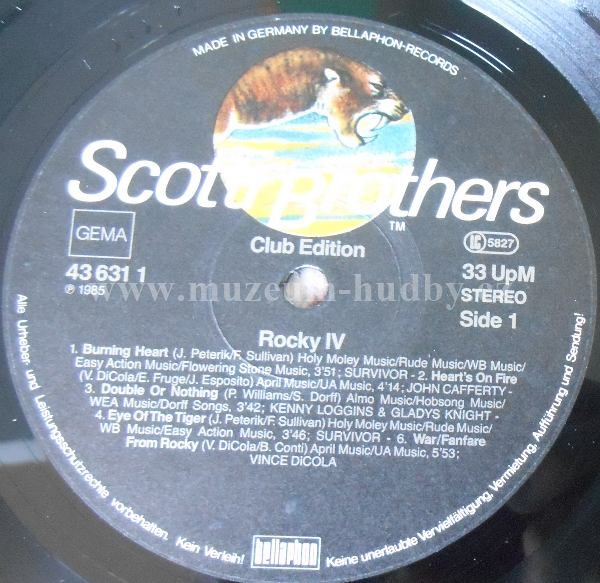 MADE IN GERMANY BY BELLAPHON-RECORDS
Scotti Brothers
TM
GEMA
Club Edition
LC 5827
43 631 1
33 UpM
℗ 1985
STEREO
Side 1
www.muzeum-hudby.cz
Rocky IV
1. Burning Heart (J. Peterik/F. Sullivan) Holy Moley Music/Rude Music/WB Music/
Easy Action Music/Flowering Stone Music, 3'51; SURVIVOR - 2. Heart's On Fire
(V. DiCola/E. Fruge/J. Esposito) April Music/UA Music, 4'14; JOHN CAFFERTY -
3. Double Or Nothing (P. Williams/S. Dorff) Almo Music/Hobsong Music/
WEA Music/Dorff Songs, 3'42; KENNY LOGGINS & GLADYS KNIGHT -
4. Eye Of The Tiger (J. Peterik/F. Sullivan) Holy Moley Music/Rude Music/
WB Music/Easy Action Music, 3'46; SURVIVOR - 6. War/Fanfare
From Rocky (V. DiCola/B. Conti) April Music/UA Music, 5'53;
VINCE DICOLA
bellaphon
Alle Urheber- und Leistungsschutzrechte vorbehalten. Kein Verleih! Keine unerlaubte Vervielfältigung, Vermietung, Aufführung und Sendung!